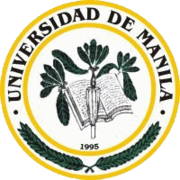 · UNIVERSIDAD DE MANILA ·
1995